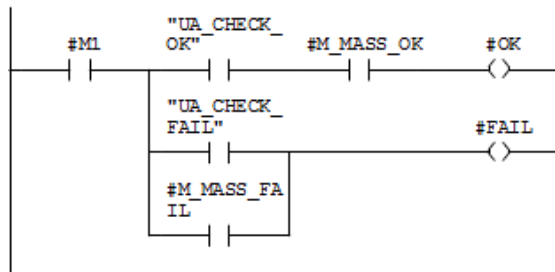 "UA_CHECK_
#M1 OK" #M_MASS_OK #OK
"UA_CHECK_
FAIL" #FAIL
#M_MASS_FA
IL